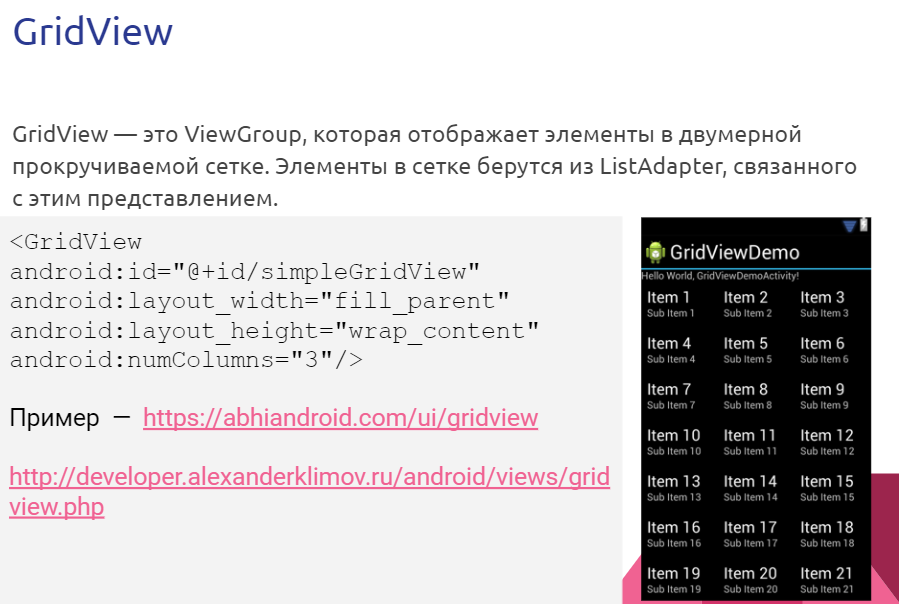 GridView
GridView — это ViewGroup, которая отображает элементы в двумерной
прокручиваемой сетке. Элементы в сетке берутся из ListAdapter, связанного
с этим представлением.
<GridView
android:id="@+id/simpleGridView"
android:layout_width="fill_parent"
android:layout_height="wrap_content"
android:numColumns="3"/>
Пример — https://abhiandroid.com/ui/gridview
http://developer.alexanderklimov.ru/android/views/grid
view.php
GridViewDemo
Hello World, GridViewDemoActivity!
Item 1 Item 2 Item 3
Sub Item 1 Sub Item 2 Sub Item 3
Item 4 Item 5 Item 6
Sub Item 4 Sub Item 5 Sub Item 6
Item 7 Item 8 Item 9
Sub Item 7 Sub Item 8 Sub Item 9
Item 10 Item 11 Item 12
Sub Item 10 Sub Item 11 Sub Item 12
Item 13 Item 14 Item 15
Sub Item 13 Sub Item 14 Sub Item 15
Item 16 Item 17 Item 18
Sub Item 16 Sub Item 17 Sub Item 18
Item 19 Item 20 Item 21
Sub Item 19 Sub Item 20 Sub Item 21